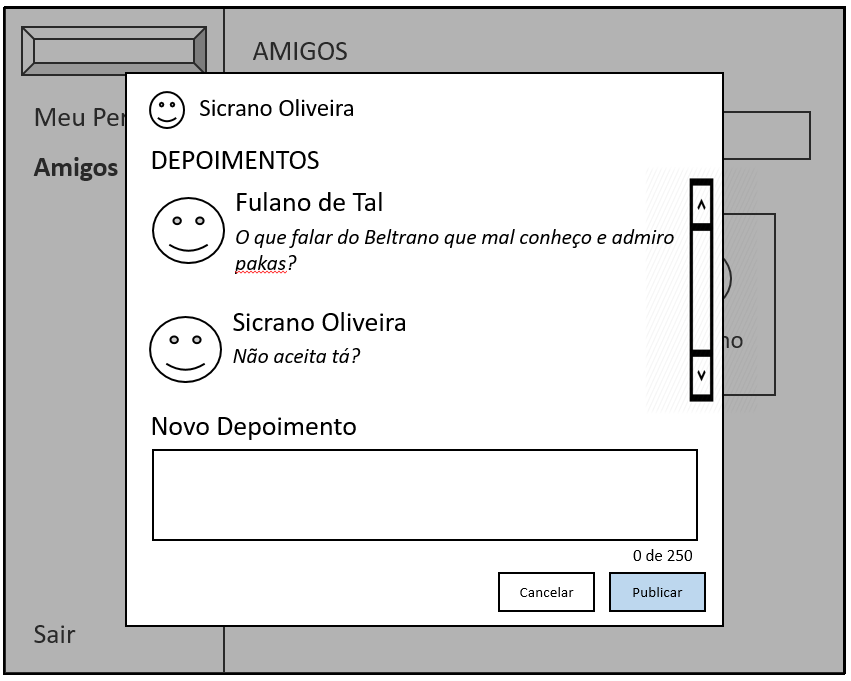 AMIGOS
Meu Per
Amigos
Sicrano Oliveira
DEPOIMENTOS
Fulano de Tal
O que falar do Beltrano que mal conheço e admiro
pakas?
Sicrano Oliveira
Não aceita tá?
no
Novo Depoimento
0 de 250
Cancelar
Publicar
Sair